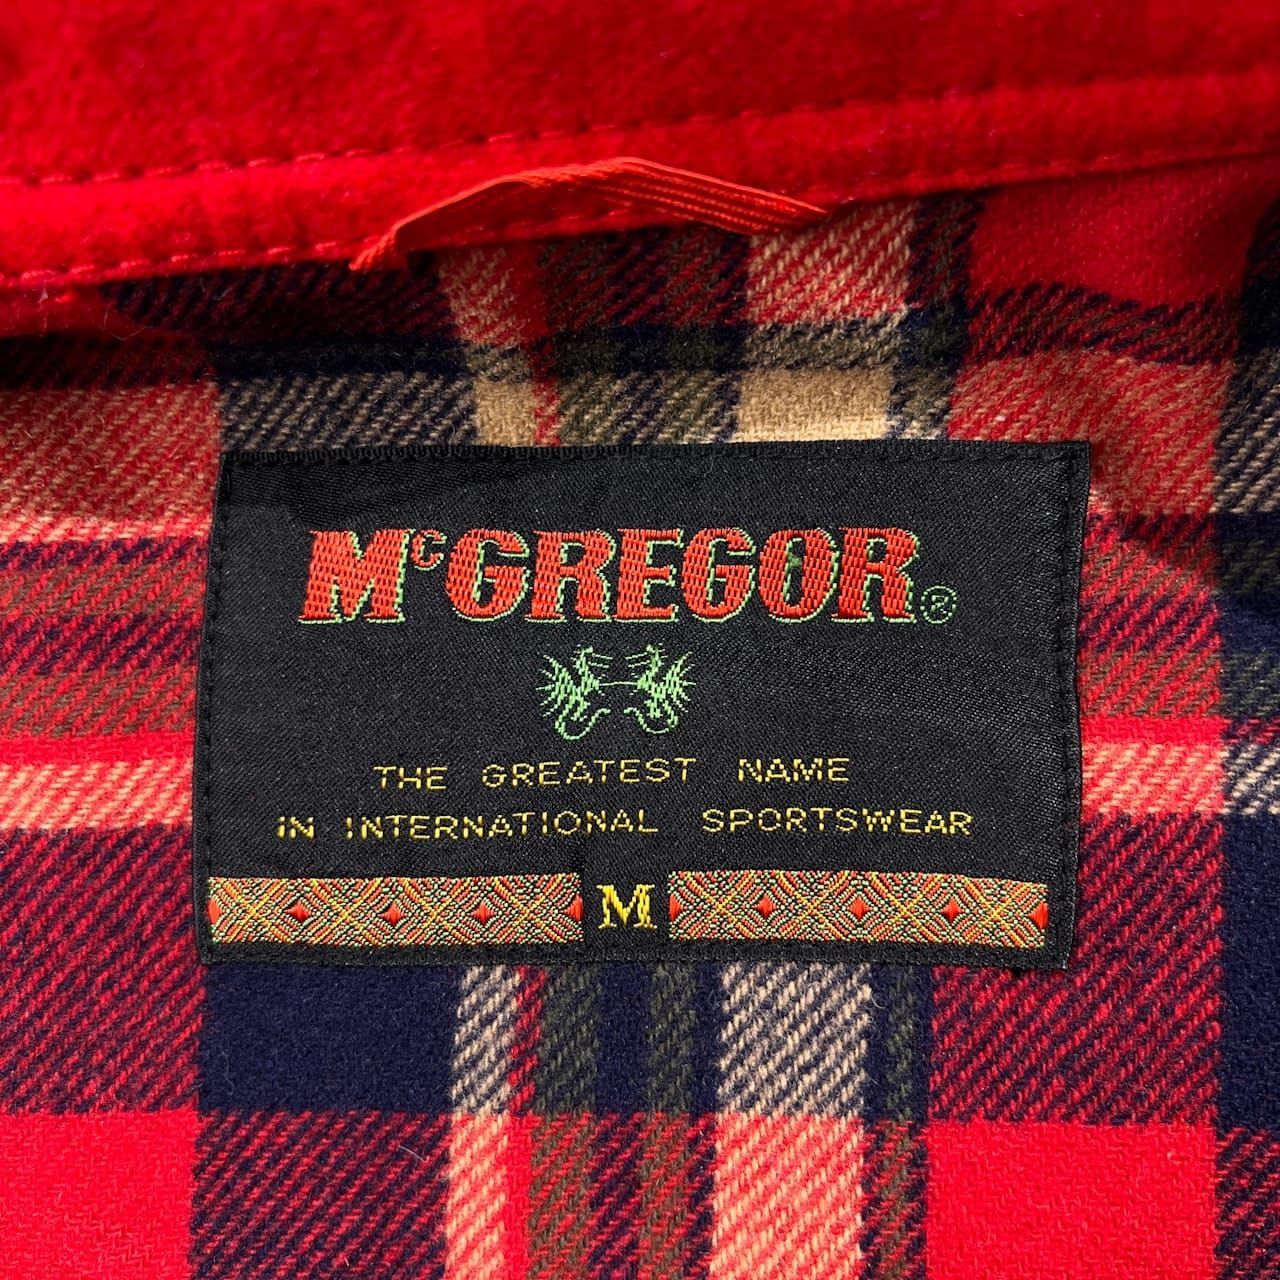 McGREGOR®
THE GREATEST NAME
IN INTERNATIONAL SPORTSWEAR
M